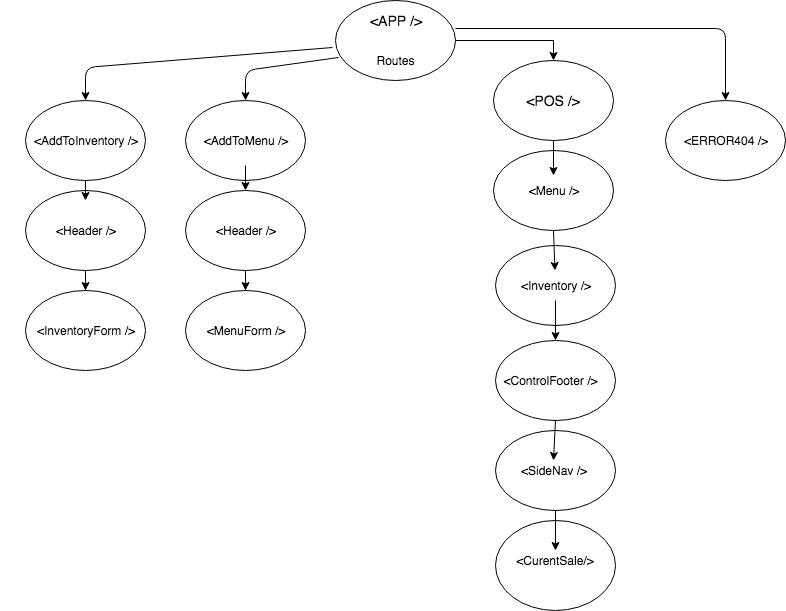 <APP />
Routes
<AddToInventory />
<AddToMenu />
<POS />
<ERROR404 />
<Menu />
<Header />
<Header />
<Inventory />
<InventoryForm />
<MenuForm />
<ControlFooter />
<SideNav />
<CurentSale/>